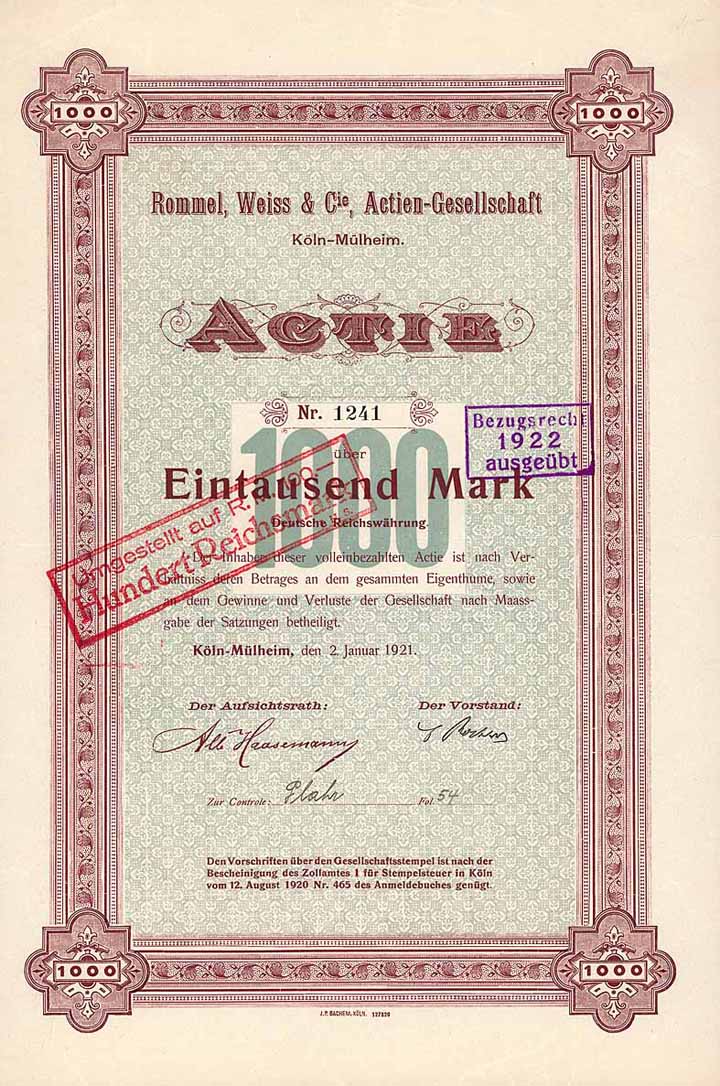 1000 1000
Rommel, Weiss & Cie, Actien-Gesellschaft
Köln-Mülheim.
ACTIE
Nr. 1241
1000
Bezugsrecht
1922
ausgeübt
über
Eintausend Mark
Deutsche Reichswährung.
Umgestellt auf R.M. 100.-
Hundert Reichsmark
Der Inhaber dieser volleinbezahlten Actie ist nach Ver-
hältniss deren Betrages an dem gesammten Eigenthume, sowie
an dem Gewinne und Verluste der Gesellschaft nach Maass-
gabe der Satzungen betheiligt.
Köln-Mülheim, den 2. Januar 1921.
Der Aufsichtsrath: Der Vorstand:
Haasemann
Zur Controle: Fol. 54
Den Vorschriften über den Gesellschaftsstempel ist nach der
Bescheinigung des Zollamtes 1 für Stempelsteuer in Köln
vom 12. August 1920 Nr. 465 des Anmeldebuches genügt.
1000 1000
J.P. BACHEM, KÖLN. 127820